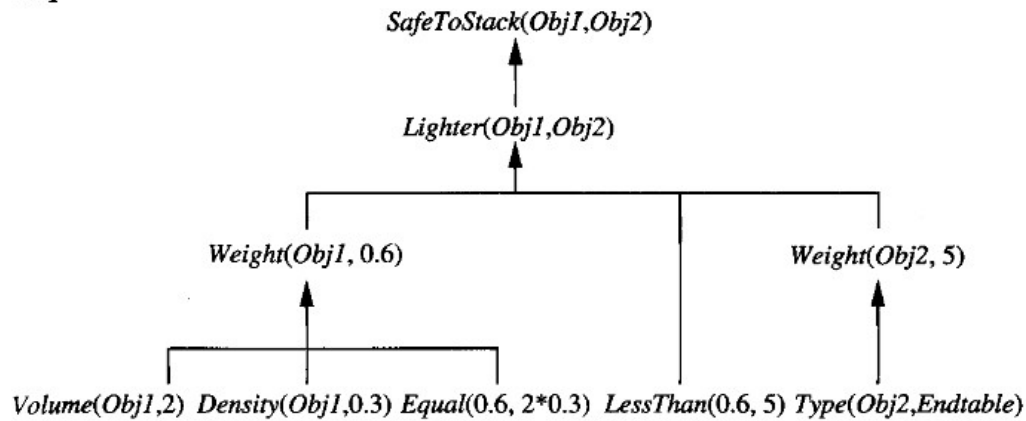 SafeToStack(Obj1,Obj2)
Lighter(Obj1,Obj2)
Weight(Obj1, 0.6) Weight(Obj2, 5)
Volume(Obj1,2) Density(Obj1,0.3) Equal(0.6, 2*0.3) LessThan(0.6, 5) Type(Obj2,Endtable)